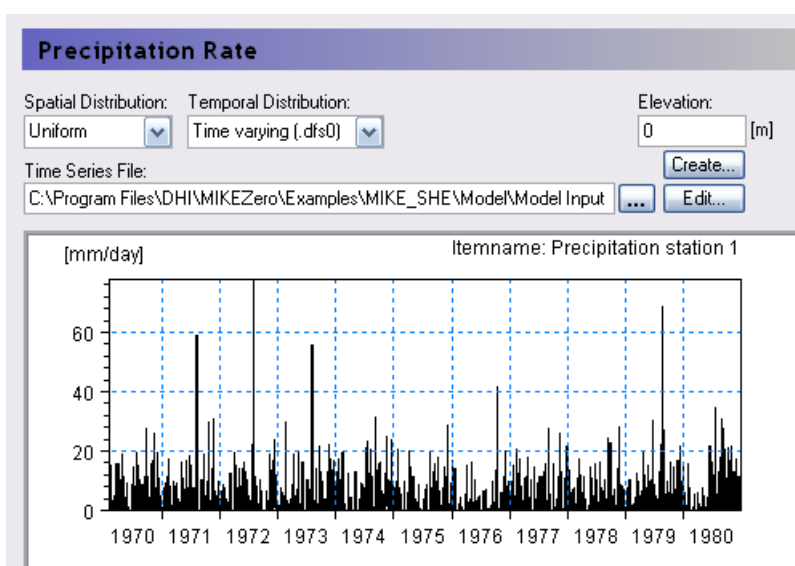 Precipitation Rate
Spatial Distribution: Temporal Distribution: Elevation:
Uniform Time varying (.dfs0) 0 [m]
Time Series File: Create...
C:\Program Files\DHI\MIKEZero\Examples\MIKE_SHE\Model\Model Input ... Edit...
[mm/day] Itemname: Precipitation station 1
60
40
20
0
1970 1971 1972 1973 1974 1975 1976 1977 1978 1979 1980